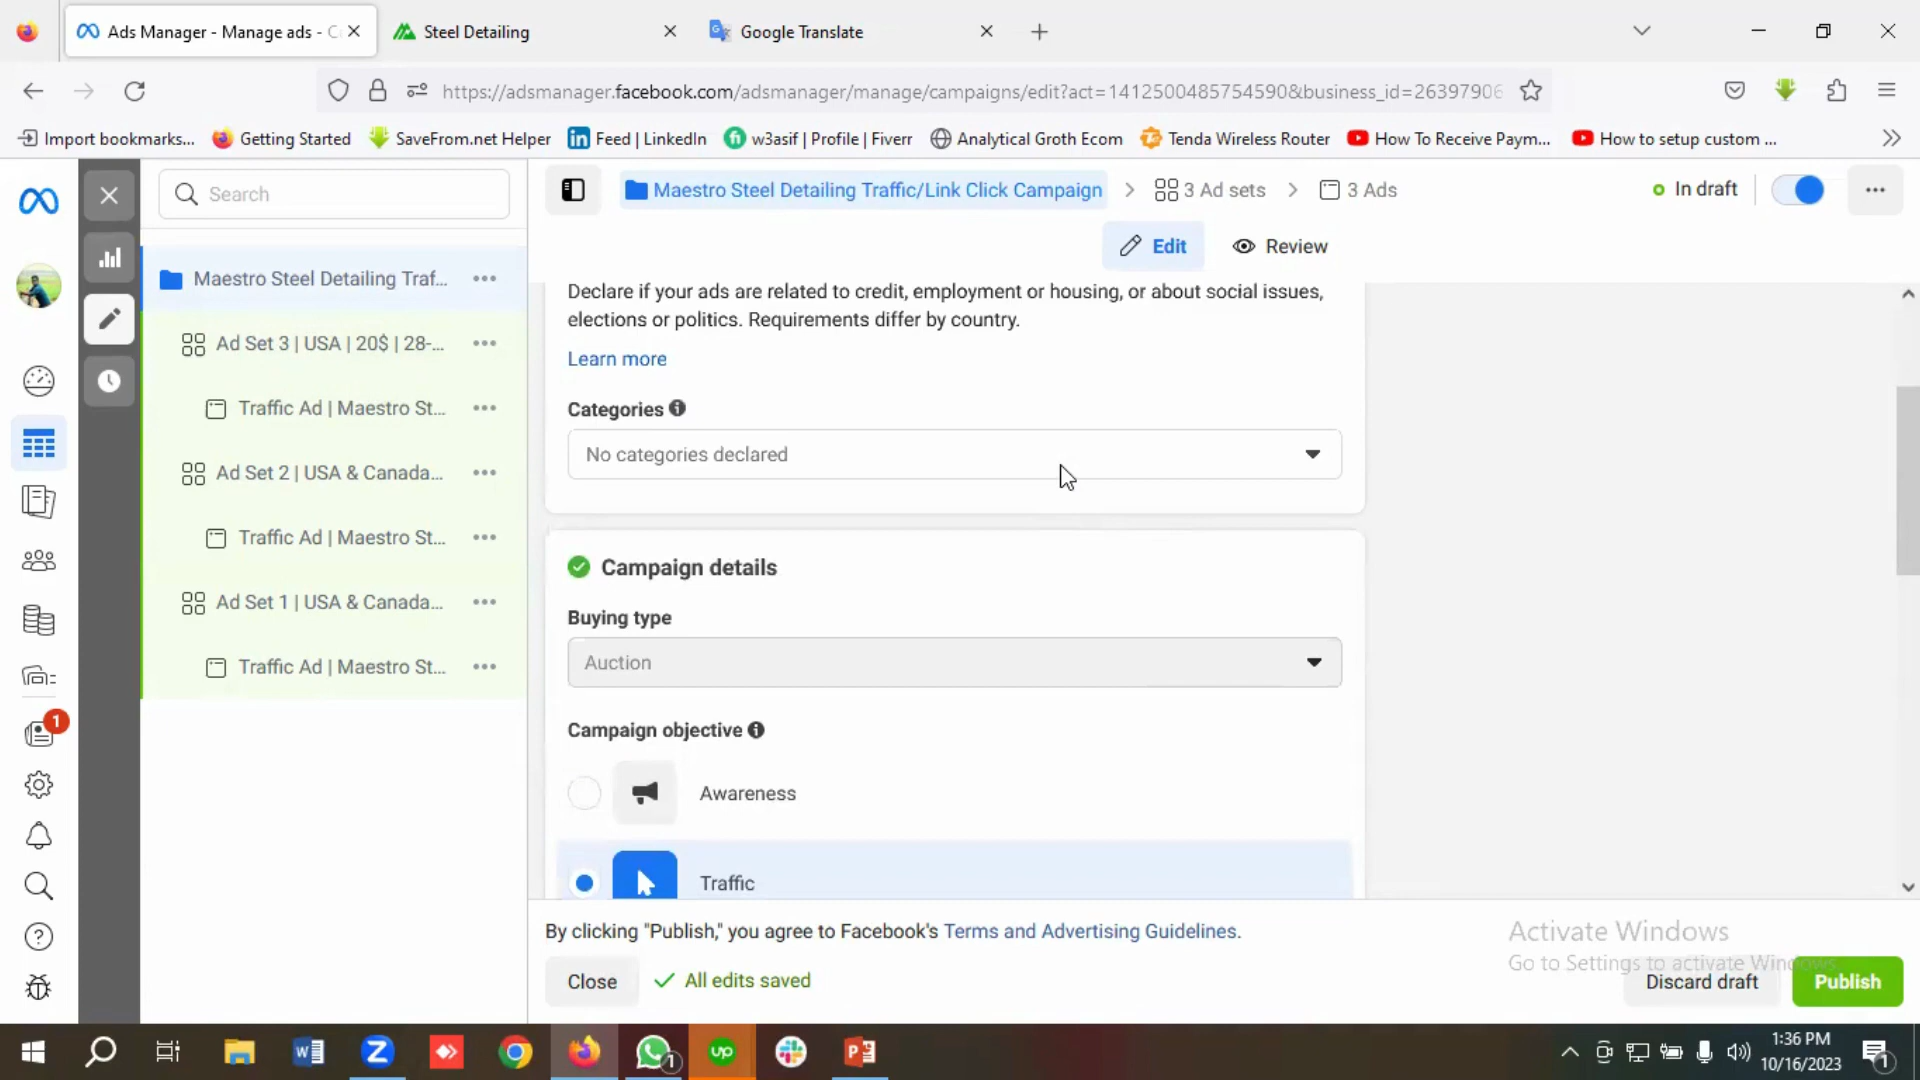 Ads Manager - Manage ads - C
Steel Detailing
Google Translate
https://adsmanager.facebook.com/adsmanager/manage/campaigns/edit?act=1412500485754590&business_id=26397906
Import bookmarks...
Getting Started
SaveFrom.net Helper
Feed | LinkedIn
w3asif | Profile | Fiverr
Analytical Groth Ecom
Tenda Wireless Router
How To Receive Paym...
How to setup custom ...
Search
Maestro Steel Detailing Traffic/Link Click Campaign
3 Ad sets
3 Ads
In draft
Edit
Review
Maestro Steel Detailing Traf...
Ad Set 3 | USA | 20$ | 28-...
Traffic Ad | Maestro St...
Ad Set 2 | USA & Canada...
Traffic Ad | Maestro St...
Ad Set 1 | USA & Canada...
Traffic Ad | Maestro St...
1
Declare if your ads are related to credit, employment or housing, or about social issues,
elections or politics. Requirements differ by country.
Learn more
Categories
No categories declared
Campaign details
Buying type
Auction
Campaign objective
Awareness
Traffic
By clicking "Publish," you agree to Facebook's Terms and Advertising Guidelines.
Close
All edits saved
Activate Windows
Go to Settings to activate Windows.
Discard draft
Publish
1
up
1:36 PM
10/16/2023
1